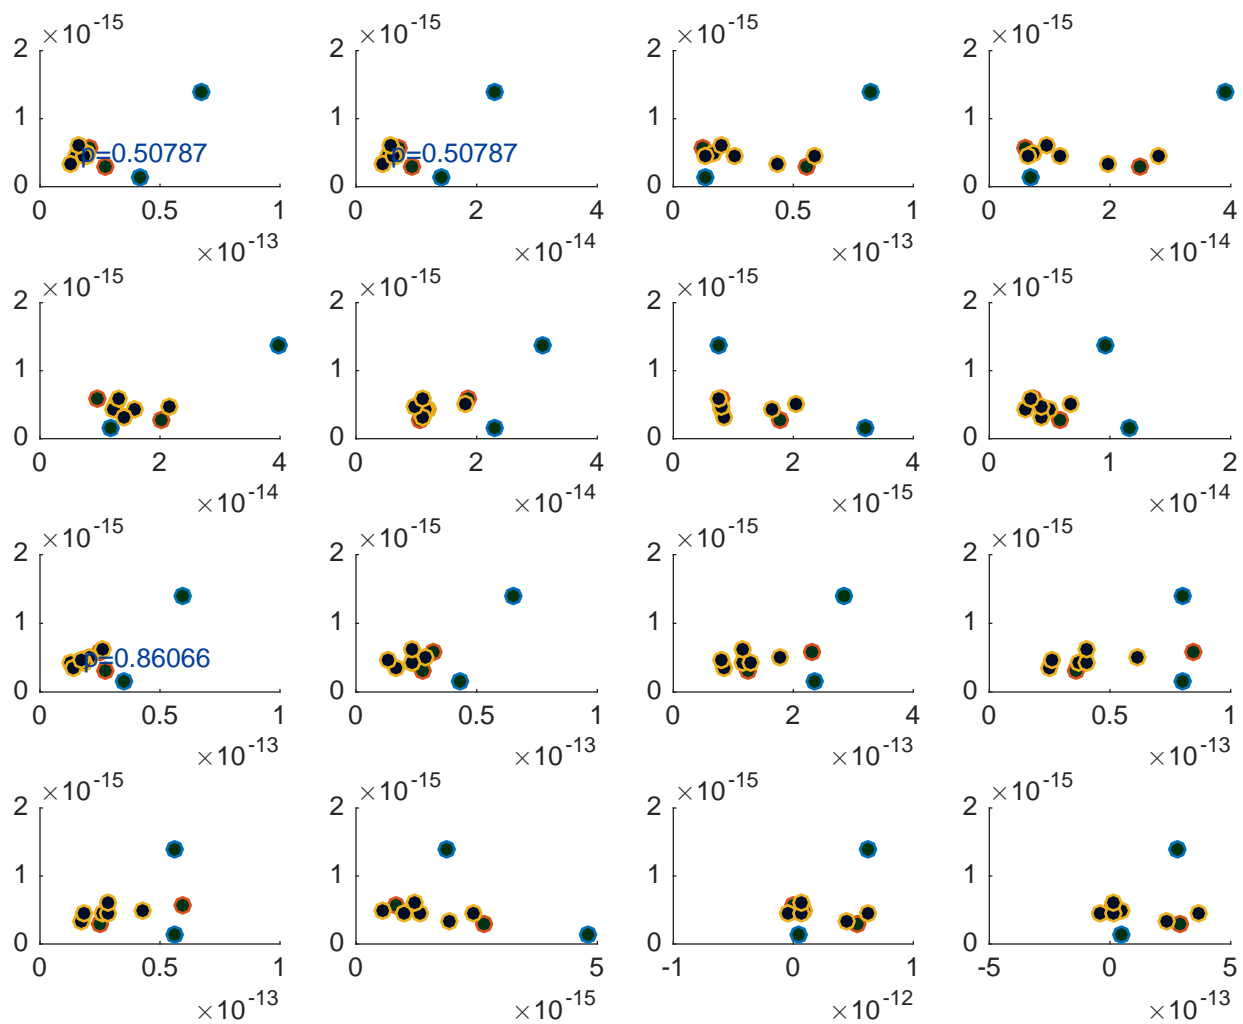 ×10-15 ×10-15 ×10-15 ×10-15
2 2 2 2
1 1 1 1
p=0.50787 p=0.50787
0 0 0 0
0 0.5 1 0 2 4 0 0.5 1 0 2 4
×10-13 ×10-14 ×10-13 ×10-14
×10-15 ×10-15 ×10-15 ×10-15
2 2 2 2
1 1 1 1
0 0 0 0
0 2 4 0 2 4 0 2 4 0 1 2
×10-14 ×10-14 ×10-15 ×10-14
×10-15 ×10-15 ×10-15 ×10-15
2 2 2 2
1 1 1 1
p=0.86066
0 0 0 0
0 0.5 1 0 0.5 1 0 2 4 0 0.5 1
×10-13 ×10-13 ×10-13 ×10-13
×10-15 ×10-15 ×10-15 ×10-15
2 2 2 2
1 1 1 1
0 0 0 0
0 0.5 1 0 5 -1 0 1 -5 0 5
×10-13 ×10-15 ×10-12 ×10-13